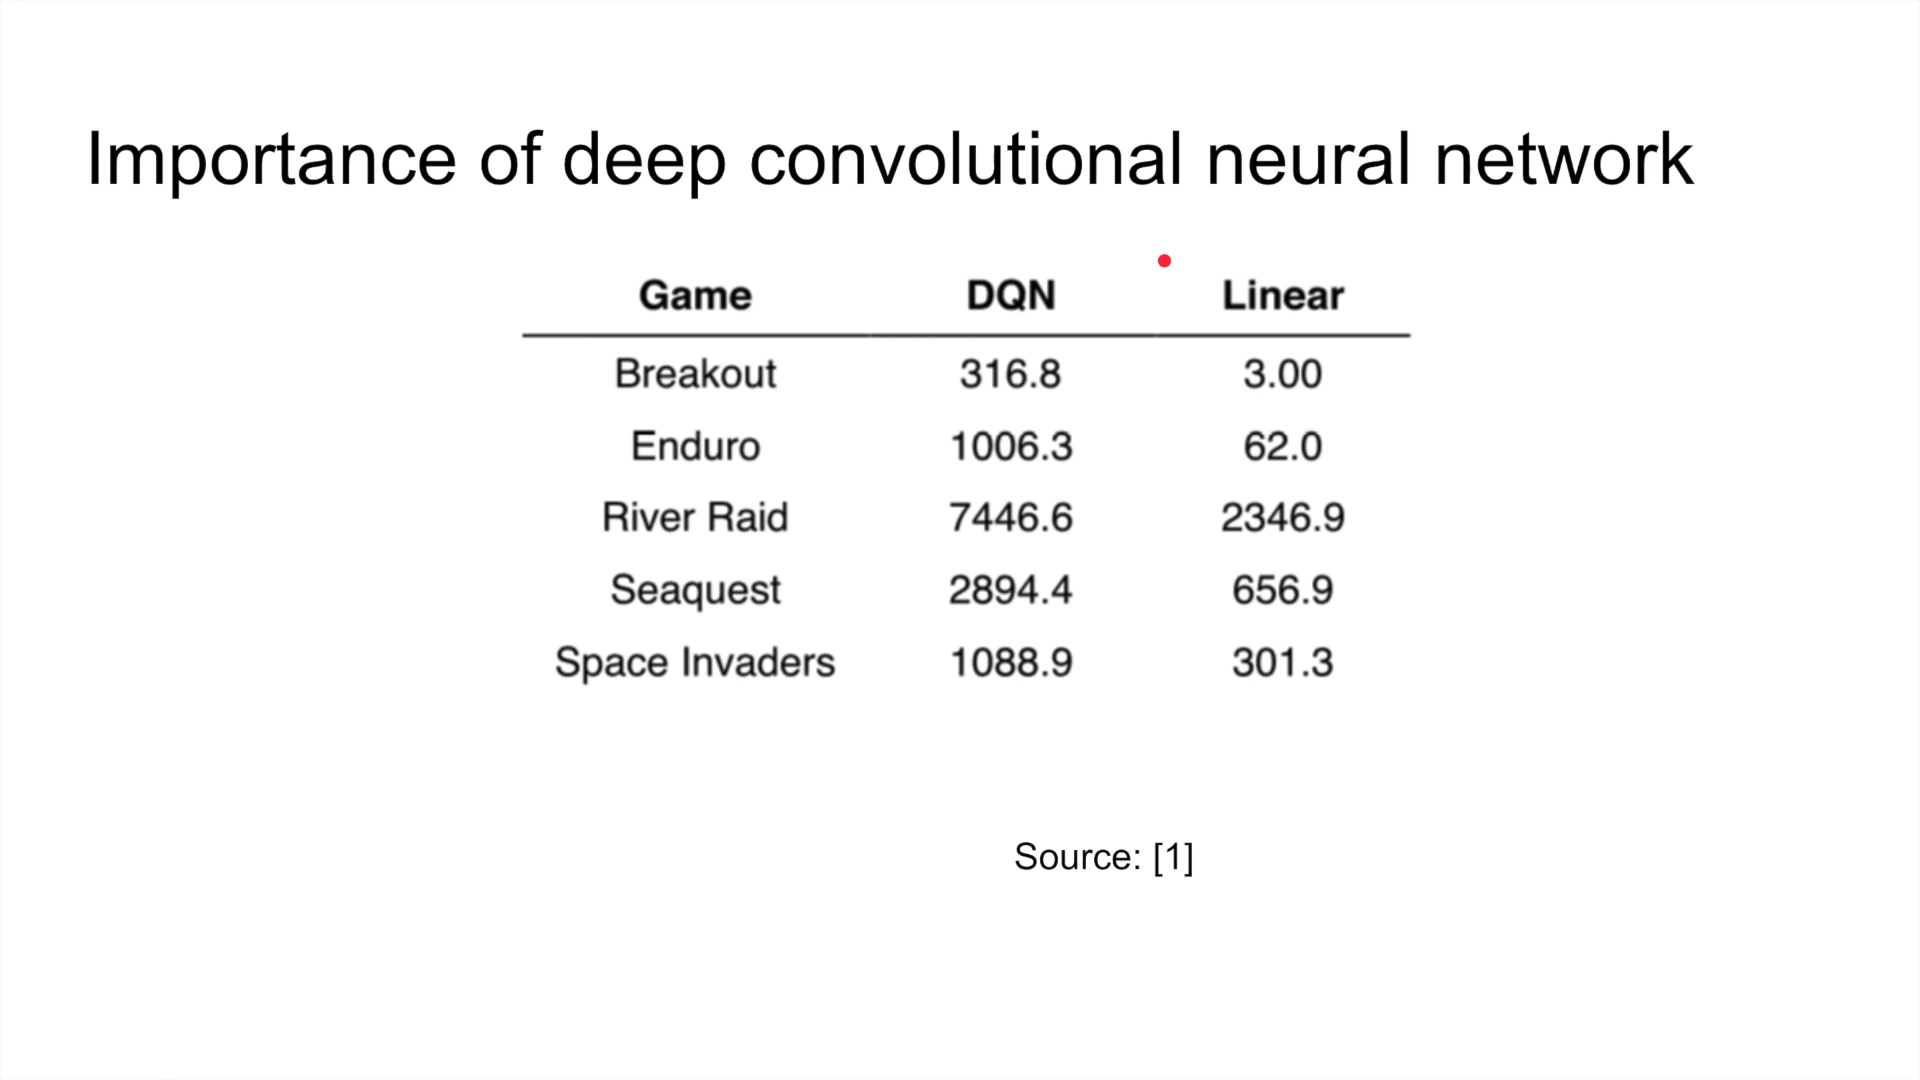 Importance of deep convolutional neural network
Game DQN Linear
Breakout 316.8 3.00
Enduro 1006.3 62.0
River Raid 7446.6 2346.9
Seaquest 2894.4 656.9
Space Invaders 1088.9 301.3
Source: [1]